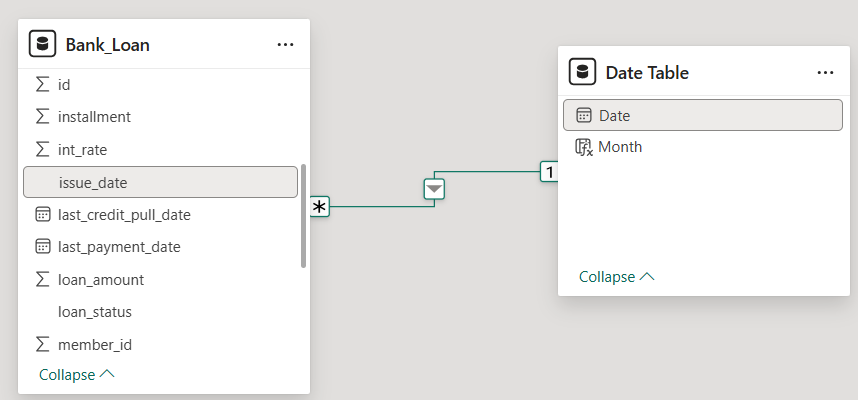 Bank_Loan
id
installment
int_rate
issue_date
last_credit_pull_date
last_payment_date
loan_amount
loan_status
member_id
Collapse
*
1
Date Table
Date
Month
Collapse